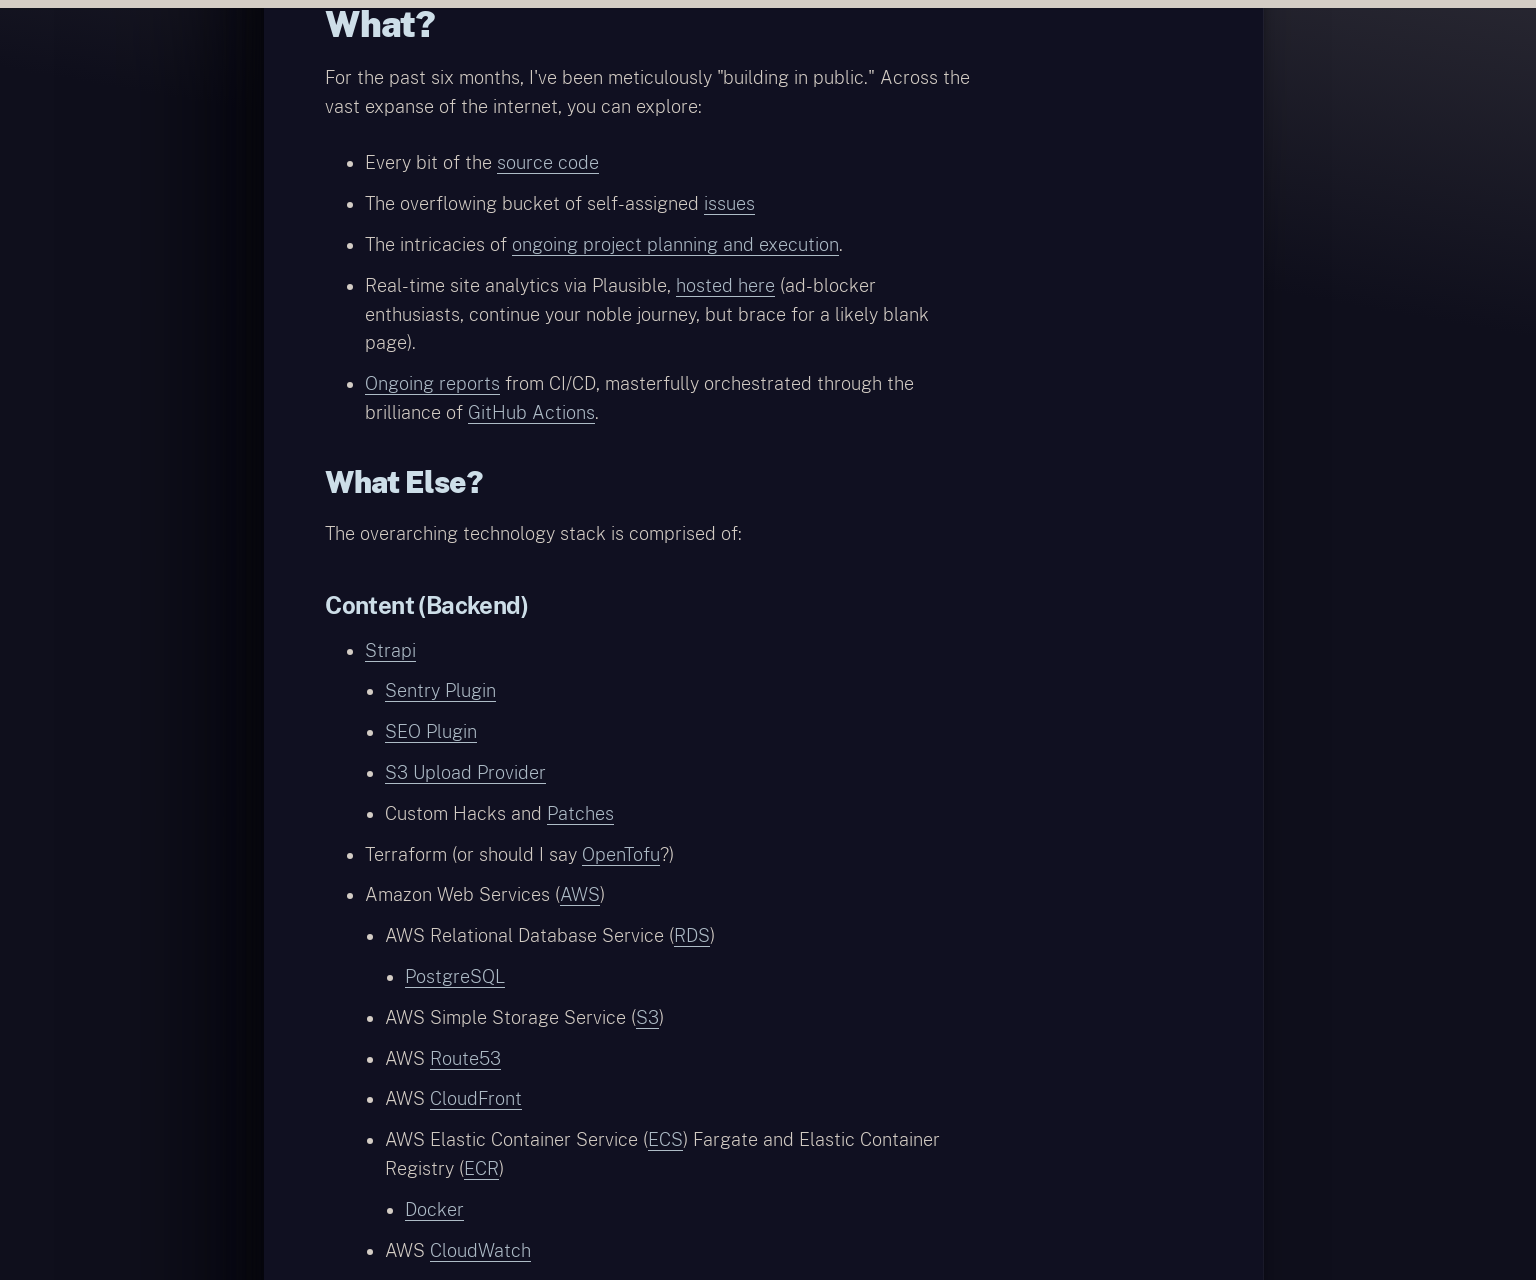 What?
For the past six months, I've been meticulously "building in public." Across the
vast expanse of the internet, you can explore:
• Every bit of the source code
• The overflowing bucket of self-assigned issues
• The intricacies of ongoing project planning and execution.
• Real-time site analytics via Plausible, hosted here (ad-blocker
enthusiasts, continue your noble journey, but brace for a likely blank
page).
• Ongoing reports from CI/CD, masterfully orchestrated through the
brilliance of GitHub Actions.
What Else?
The overarching technology stack is comprised of:
Content (Backend)
• Strapi
• Sentry Plugin
• SEO Plugin
• S3 Upload Provider
• Custom Hacks and Patches
• Terraform (or should I say OpenTofu?)
• Amazon Web Services (AWS)
• AWS Relational Database Service (RDS)
• PostgreSQL
• AWS Simple Storage Service (S3)
• AWS Route53
• AWS CloudFront
• AWS Elastic Container Service (ECS) Fargate and Elastic Container
Registry (ECR)
• Docker
• AWS CloudWatch